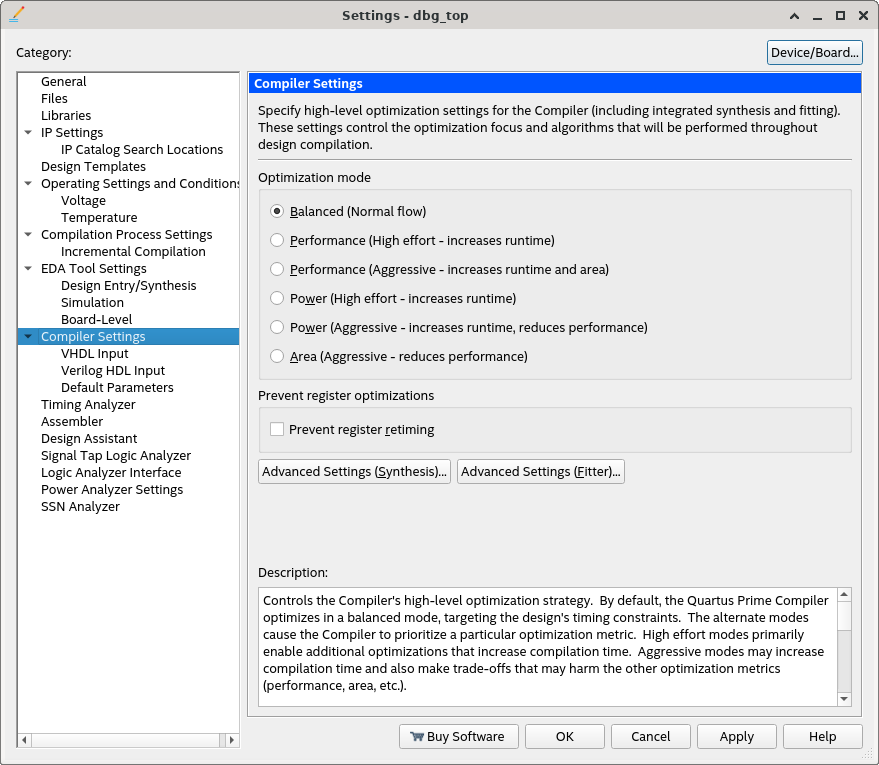 Settings - dbg_top
Category:
Device/Board...
General
Files
Libraries
IP Settings
IP Catalog Search Locations
Design Templates
Operating Settings and Conditions
Voltage
Temperature
Compilation Process Settings
Incremental Compilation
EDA Tool Settings
Design Entry/Synthesis
Simulation
Board-Level
Compiler Settings
VHDL Input
Verilog HDL Input
Default Parameters
Timing Analyzer
Assembler
Design Assistant
Signal Tap Logic Analyzer
Logic Analyzer Interface
Power Analyzer Settings
SSN Analyzer
Compiler Settings
Specify high-level optimization settings for the Compiler (including integrated synthesis and fitting).
These settings control the optimization focus and algorithms that will be performed throughout
design compilation.
Optimization mode
Balanced (Normal flow)
Performance (High effort - increases runtime)
Performance (Aggressive - increases runtime and area)
Power (High effort - increases runtime)
Power (Aggressive - increases runtime, reduces performance)
Area (Aggressive - reduces performance)
Prevent register optimizations
Prevent register retiming
Advanced Settings (Synthesis)...
Advanced Settings (Fitter)...
Description:
Controls the Compiler's high-level optimization strategy.  By default, the Quartus Prime Compiler
optimizes in a balanced mode, targeting the design's timing constraints.  The alternate modes
cause the Compiler to prioritize a particular optimization metric.  High effort modes primarily
enable additional optimizations that increase compilation time.  Aggressive modes may increase
compilation time and also make trade-offs that may harm the other optimization metrics
(performance, area, etc.).
Buy Software
OK
Cancel
Apply
Help